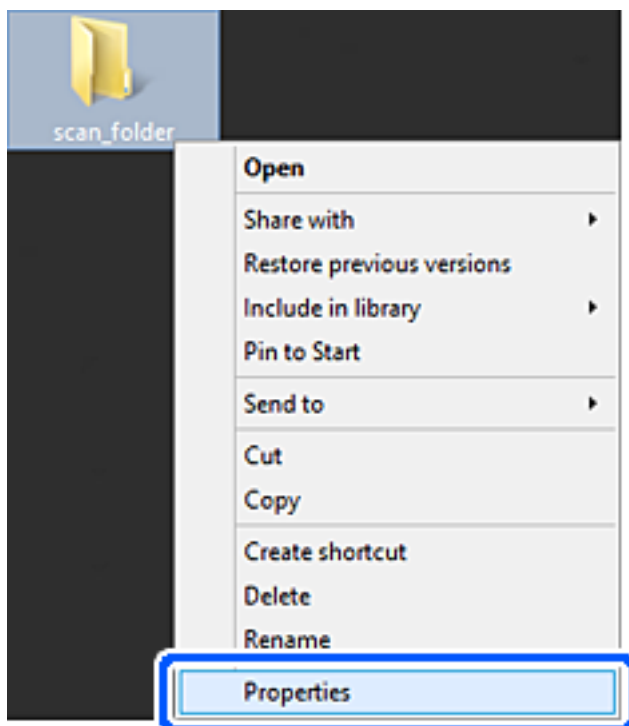 scan_folder
Open
Share with
Restore previous versions
Include in library
Pin to Start
Send to
Cut
Copy
Create shortcut
Delete
Rename
Properties